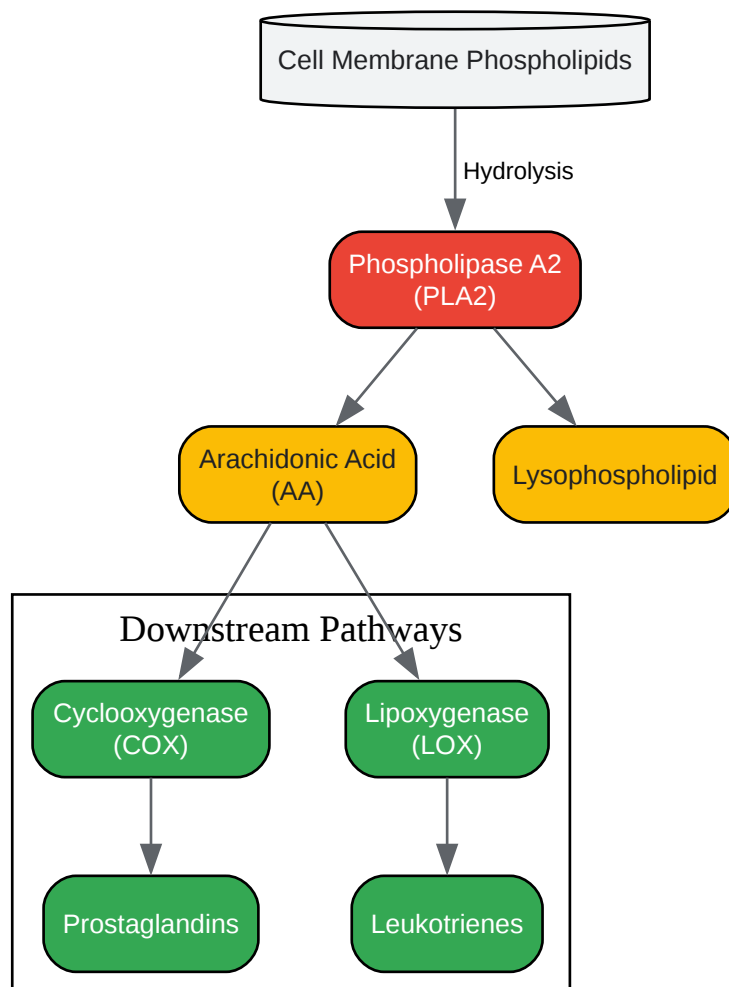 Cell Membrane Phospholipids
Hydrolysis
Phospholipase A2
(PLA2)
Arachidonic Acid
(AA)
Lysophospholipid
Downstream Pathways
Cyclooxygenase
(COX)
Lipoxygenase
(LOX)
Prostaglandins
Leukotrienes